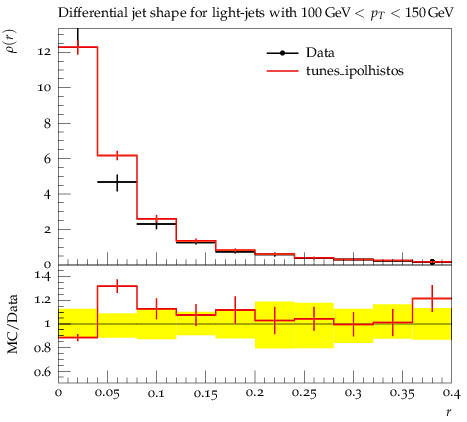 Differential jet shape for light-jets with 100 GeV < p_T < 150 GeV
ρ(r)
Data
tunes_ipolhistos
12
10
8
6
4
2
0
MC/Data
1.4
1.2
1
0.8
0.6
0 0.05 0.1 0.15 0.2 0.25 0.3 0.35 0.4
r